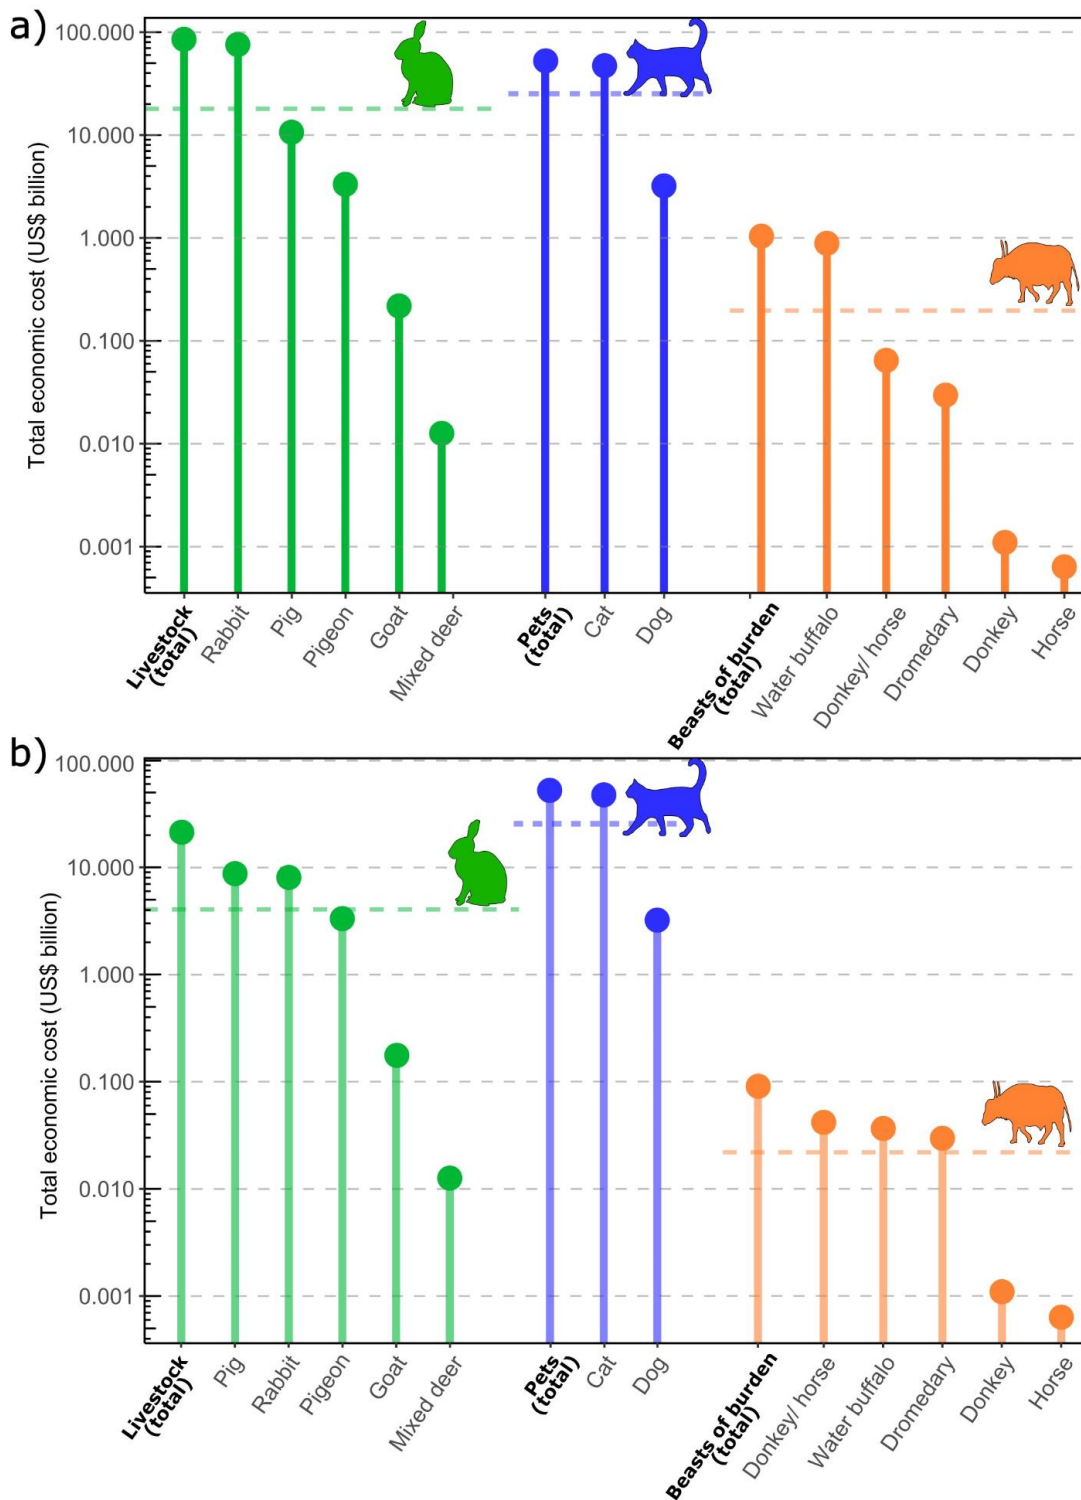 a)
Total economic cost (US$ billion)
100.000
10.000
1.000
0.100
0.010
0.001
Livestock
(total)
Rabbit
Pig
Pigeon
Goat
Mixed deer
Pets
(total)
Cat
Dog
Beasts of burden
(total)
Water buffalo
Donkey/ horse
Dromedary
Donkey
Horse
b)
Total economic cost (US$ billion)
100.000
10.000
1.000
0.100
0.010
0.001
Livestock
(total)
Pig
Rabbit
Pigeon
Goat
Mixed deer
Pets
(total)
Cat
Dog
Beasts of burden
(total)
Donkey/ horse
Water buffalo
Dromedary
Donkey
Horse